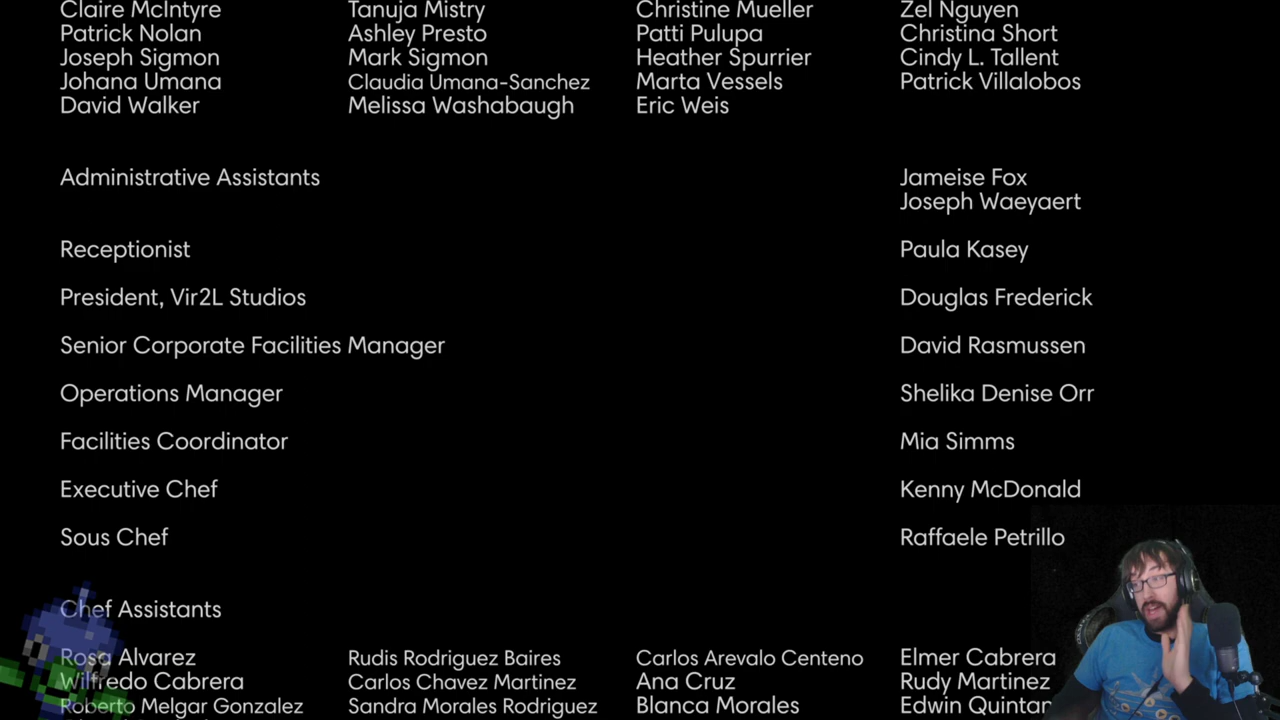 Claire McIntyre Tanuja Mistry Christine Mueller Zel Nguyen
Patrick Nolan Ashley Presto Patti Pulupa Christina Short
Joseph Sigmon Mark Sigmon Heather Spurrier Cindy L. Tallent
Johana Umana Claudia Umana-Sanchez Marta Vessels Patrick Villalobos
David Walker Melissa Washabaugh Eric Weis
Administrative Assistants Jameise Fox
Joseph Waeyaert
Receptionist Paula Kasey
President, Vir2L Studios Douglas Frederick
Senior Corporate Facilities Manager David Rasmussen
Operations Manager Shelika Denise Orr
Facilities Coordinator Mia Simms
Executive Chef Kenny McDonald
Sous Chef Raffaele Petrillo
Chef Assistants
Rosa Alvarez Rudis Rodriguez Baires Carlos Arevalo Centeno Elmer Cabrera
Wilfredo Cabrera Carlos Chavez Martinez Ana Cruz Rudy Martinez
Roberto Melgar Gonzalez Sandra Morales Rodriguez Blanca Morales Edwin